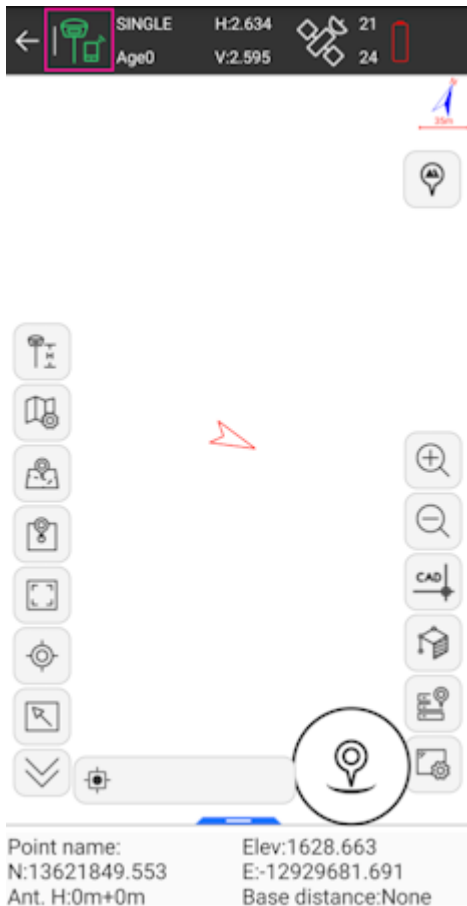 SINGLE H:2.634 21
Age0 V:2.595 24
35m
CAD
Point name: Elev:1628.663
N:13621849.553 E:-12929681.691
Ant. H:0m+0m Base distance:None